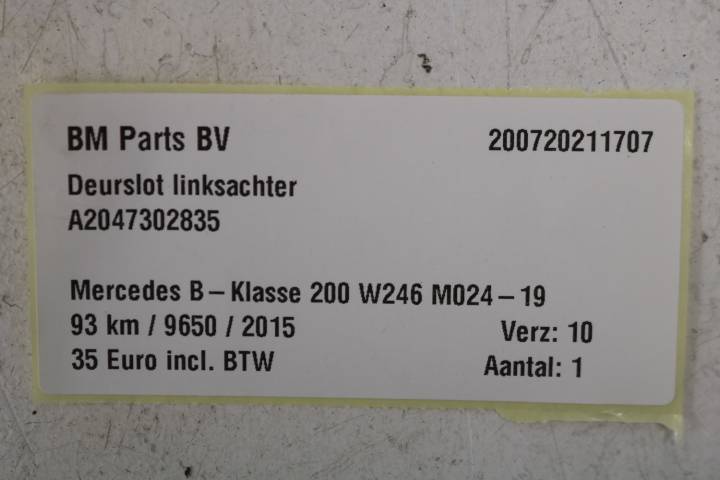 BM Parts BV 200720211707
Deurslot linksachter
A2047302835
Mercedes B-Klasse 200 W246 M024-19
93 km / 9650 / 2015 Verz: 10
35 Euro incl. BTW Aantal: 1